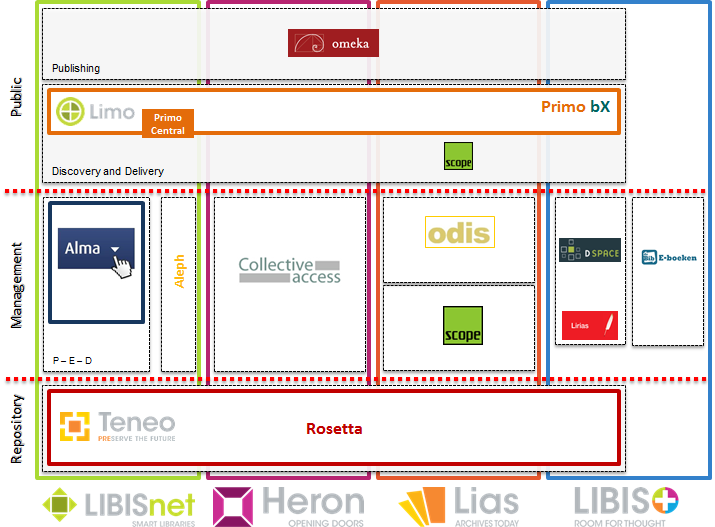 Public
omeka
Publishing
Limo
Primo
Central
Primo bX
scope
Discovery and Delivery
Management
Alma
P – E – D
Aleph
Collective
access
odis
scope
D SPACE
Lirias
Bib E-boeken
Repository
Teneo
PRESERVE THE FUTURE
Rosetta
LIBISnet
SMART LIBRARIES
Heron
OPENING DOORS
Lias
ARCHIVES TODAY
LIBIS
ROOM FOR THOUGHT